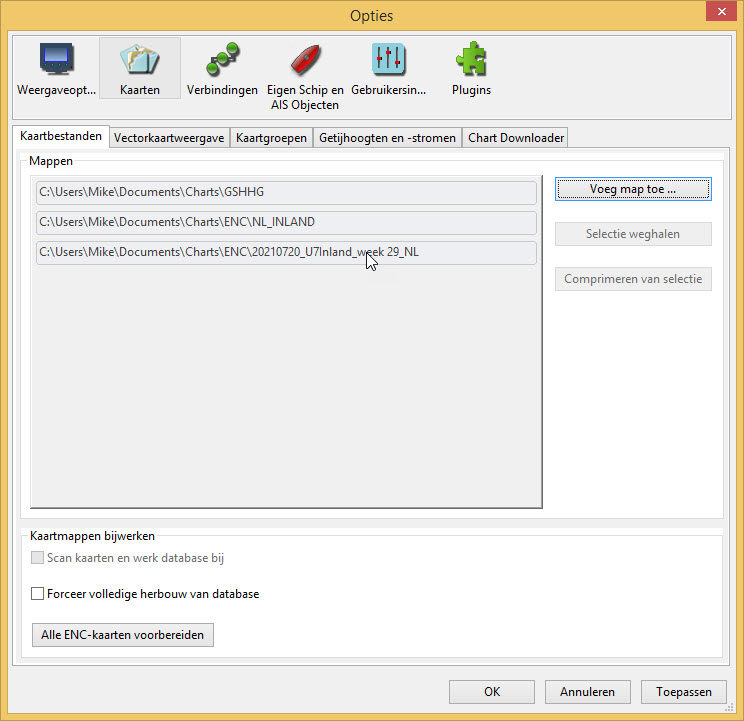 Opties
Weergaveopt...
Kaarten
Verbindingen
Eigen Schip en
AIS Objecten
Gebruikersin...
Plugins
Kaartbestanden
Vectorkaartweergave
Kaartgroepen
Getijhoogten en -stromen
Chart Downloader
Mappen
C:\Users\Mike\Documents\Charts\GSHHG
C:\Users\Mike\Documents\Charts\ENC\NL_INLAND
C:\Users\Mike\Documents\Charts\ENC\20210720_U7Inland_week 29_NL
Voeg map toe ...
Selectie weghalen
Comprimeren van selectie
Kaartmappen bijwerken
Scan kaarten en werk database bij
Forceer volledige herbouw van database
Alle ENC-kaarten voorbereiden
OK
Annuleren
Toepassen